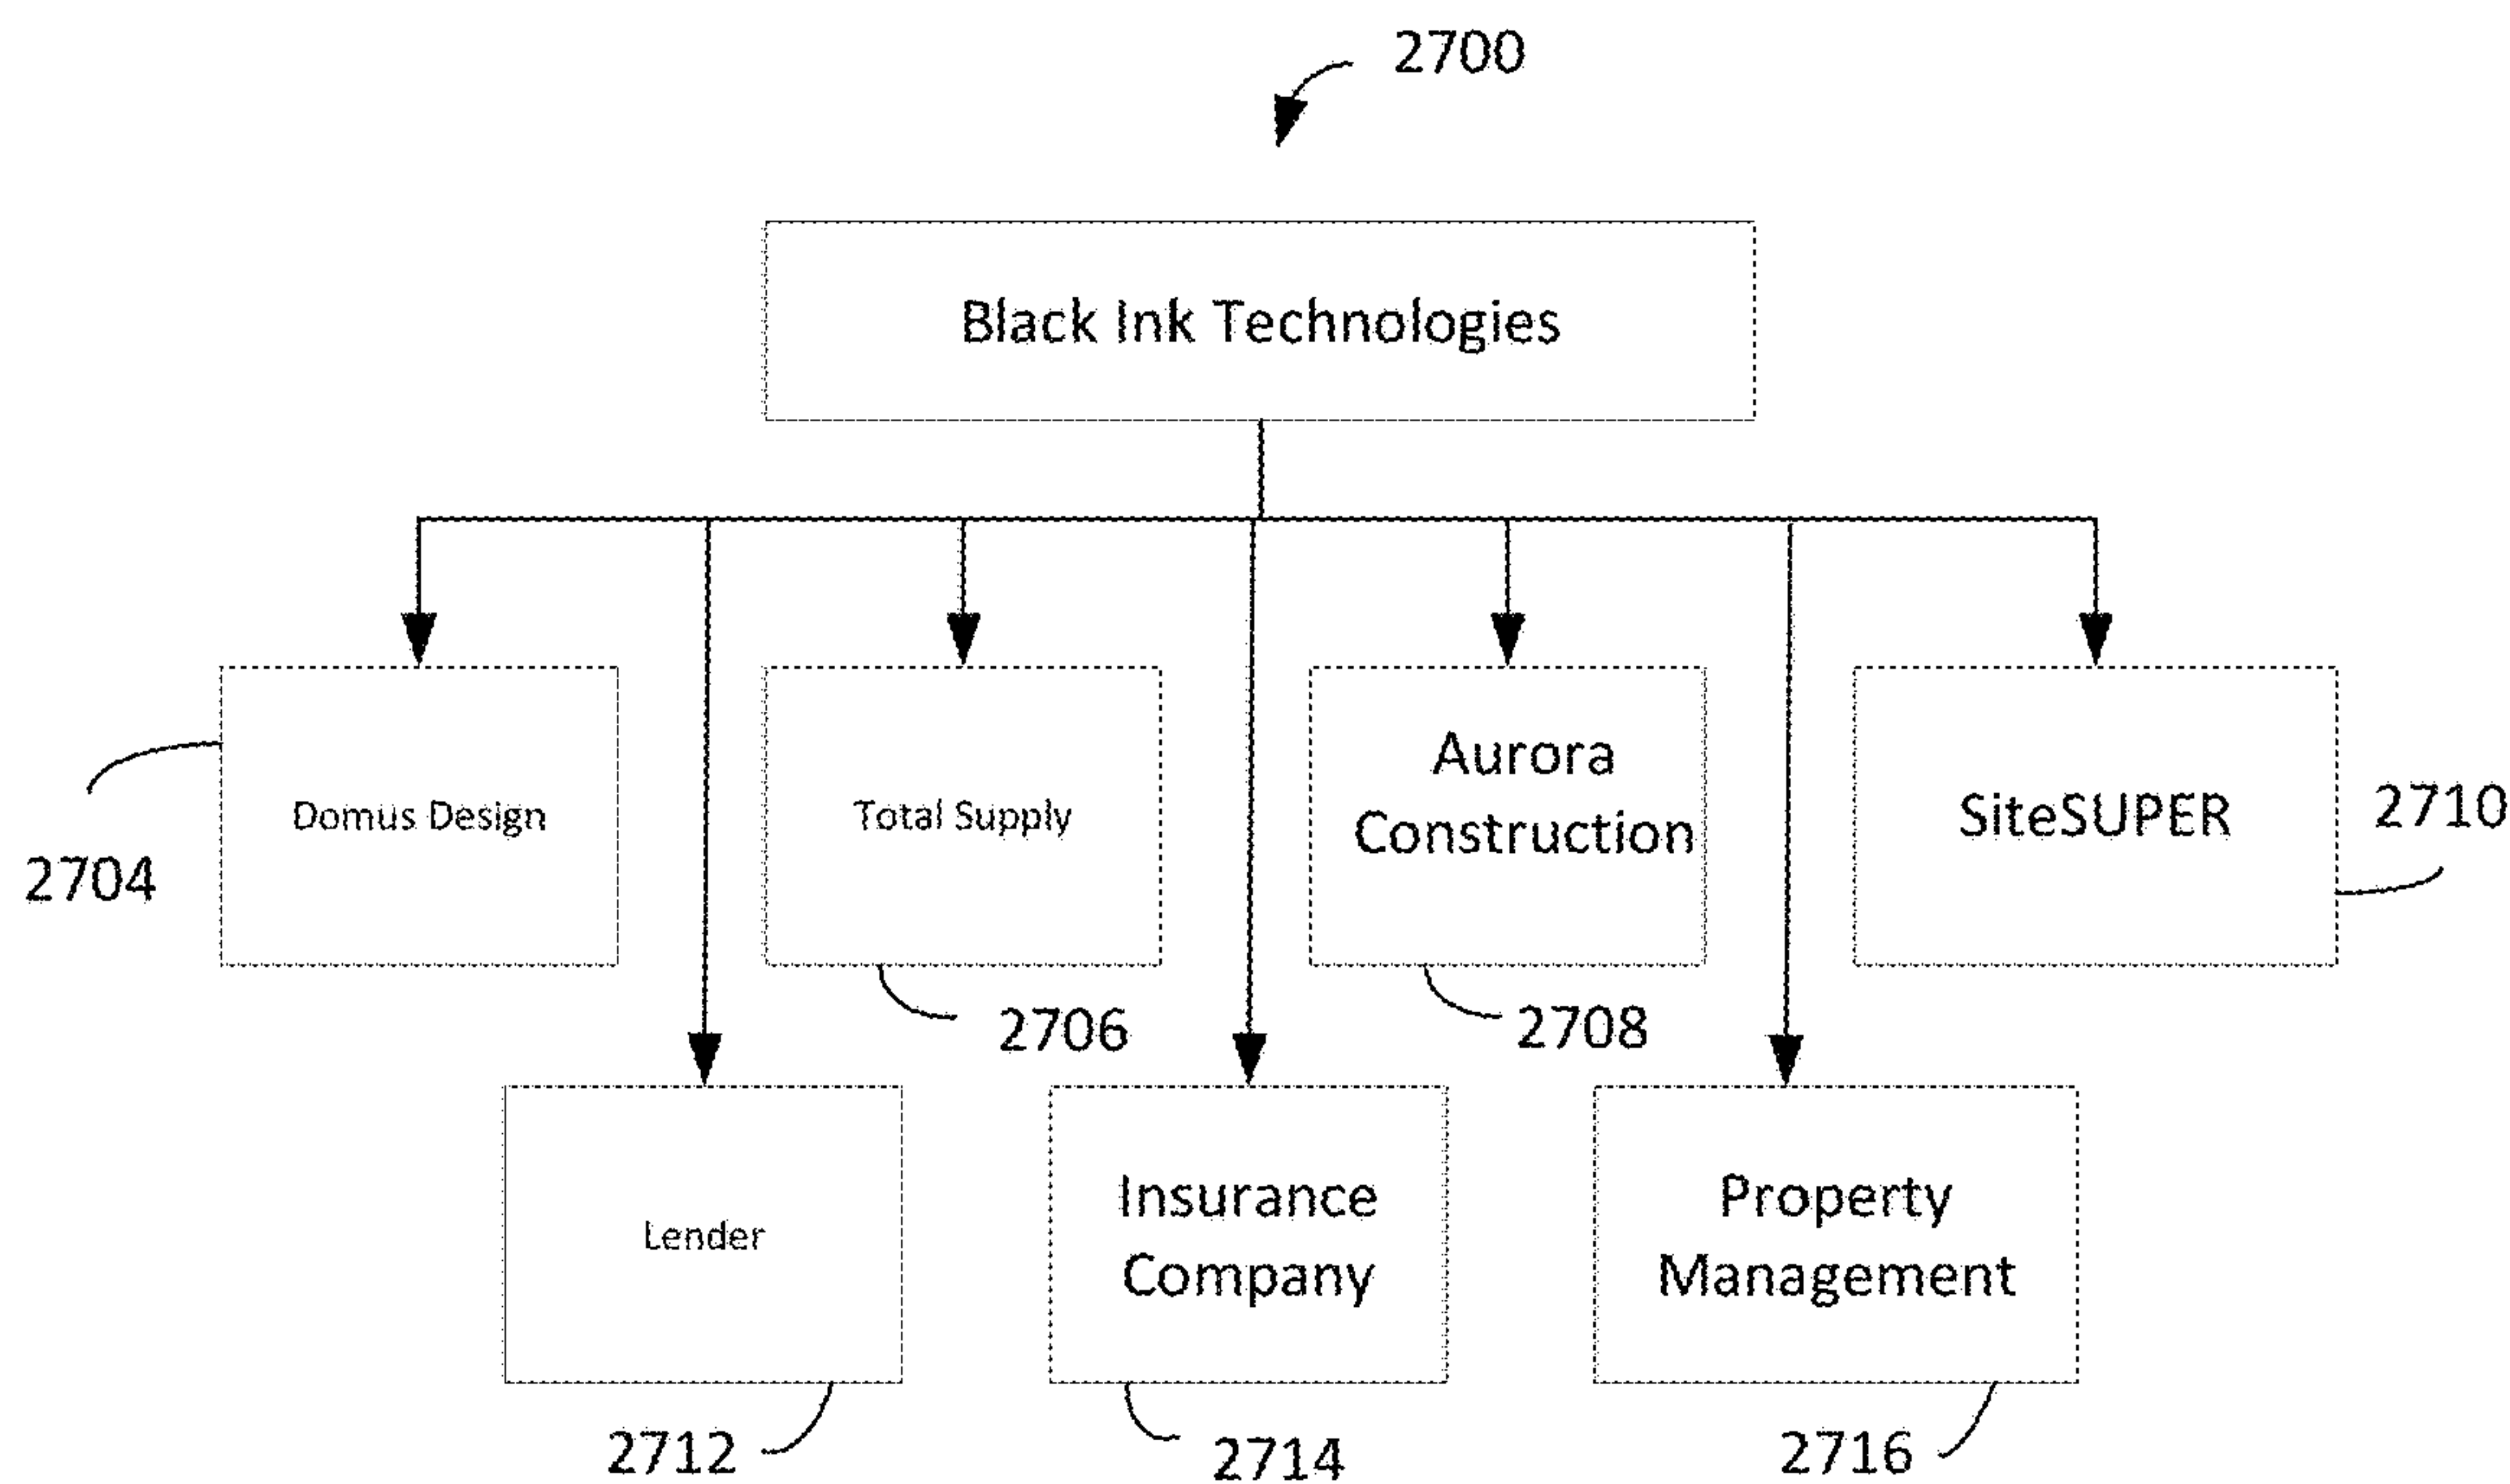 2700
Black Ink Technologies
Domus Design
Total Supply
Aurora
Construction
SiteSUPER
2710
2704
2706
2708
Lender
Insurance
Company
Property
Management
2712
2714
2716